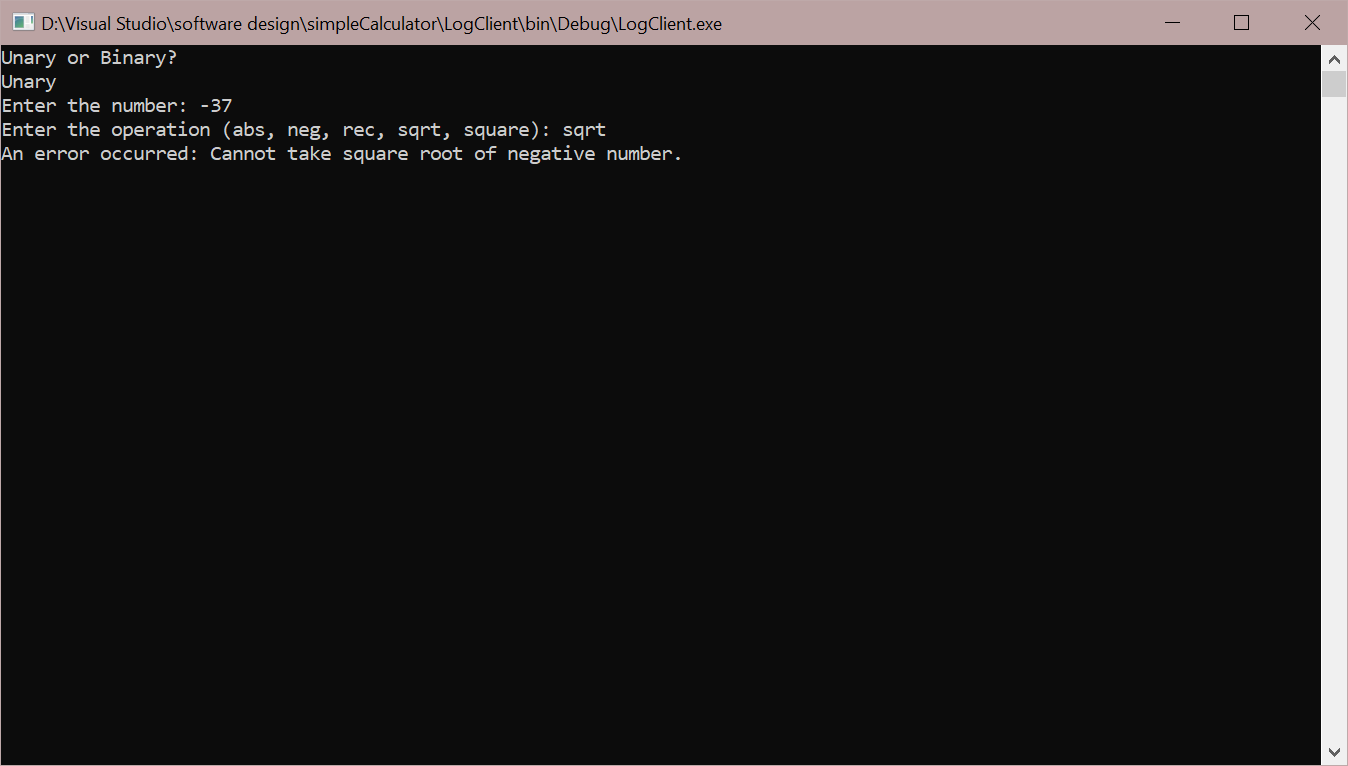 D:\Visual Studio\software design\simpleCalculator\LogClient\bin\Debug\LogClient.exe
Unary or Binary?
Unary
Enter the number: -37
Enter the operation (abs, neg, rec, sqrt, square): sqrt
An error occurred: Cannot take square root of negative number.